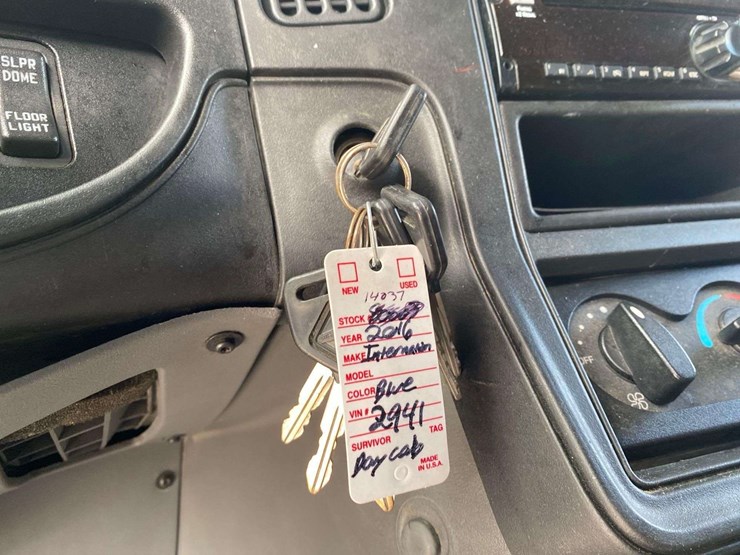 SLPR
DOME
FLOOR
LIGHT
NEW USED
14037
STOCK
YEAR 2016
MAKE
MODEL
COLOR Blue
VIN # 2941
SURVIVOR TAG
Day cab
MADE
IN U.S.A.
OFF